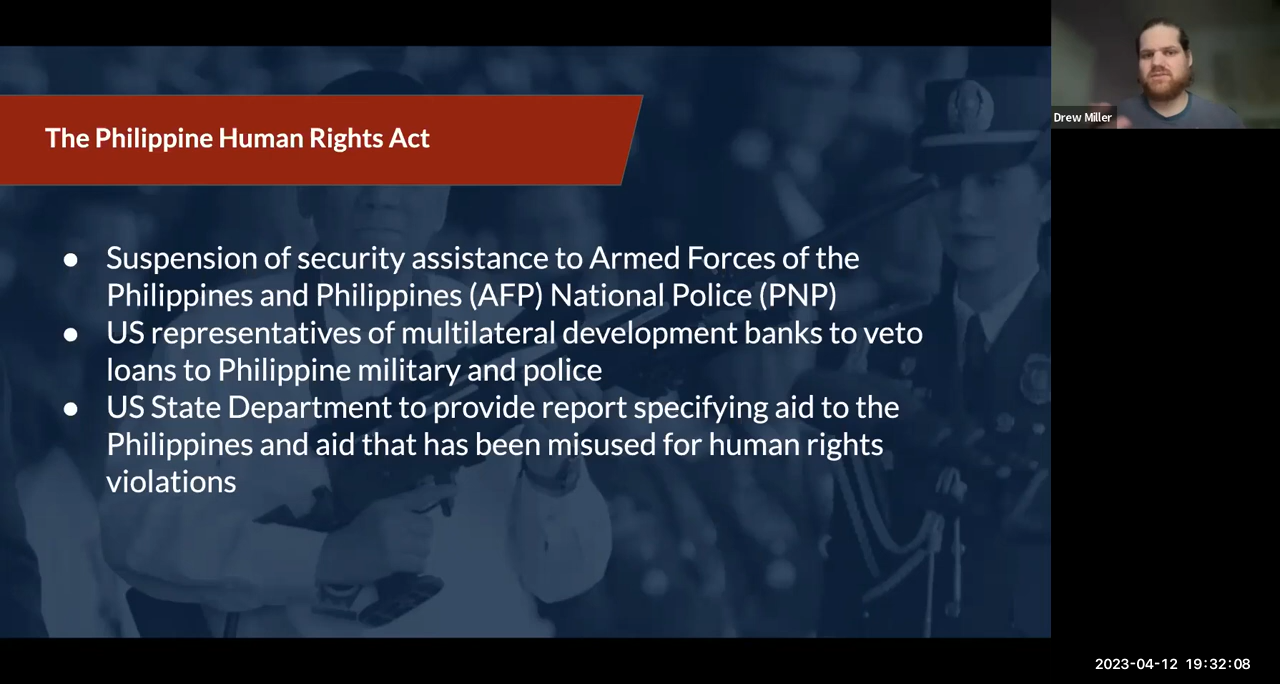 The Philippine Human Rights Act
● Suspension of security assistance to Armed Forces of the
Philippines and Philippines (AFP) National Police (PNP)
● US representatives of multilateral development banks to veto
loans to Philippine military and police
● US State Department to provide report specifying aid to the
Philippines and aid that has been misused for human rights
violations
Drew Miller
2023-04-12 19:32:08